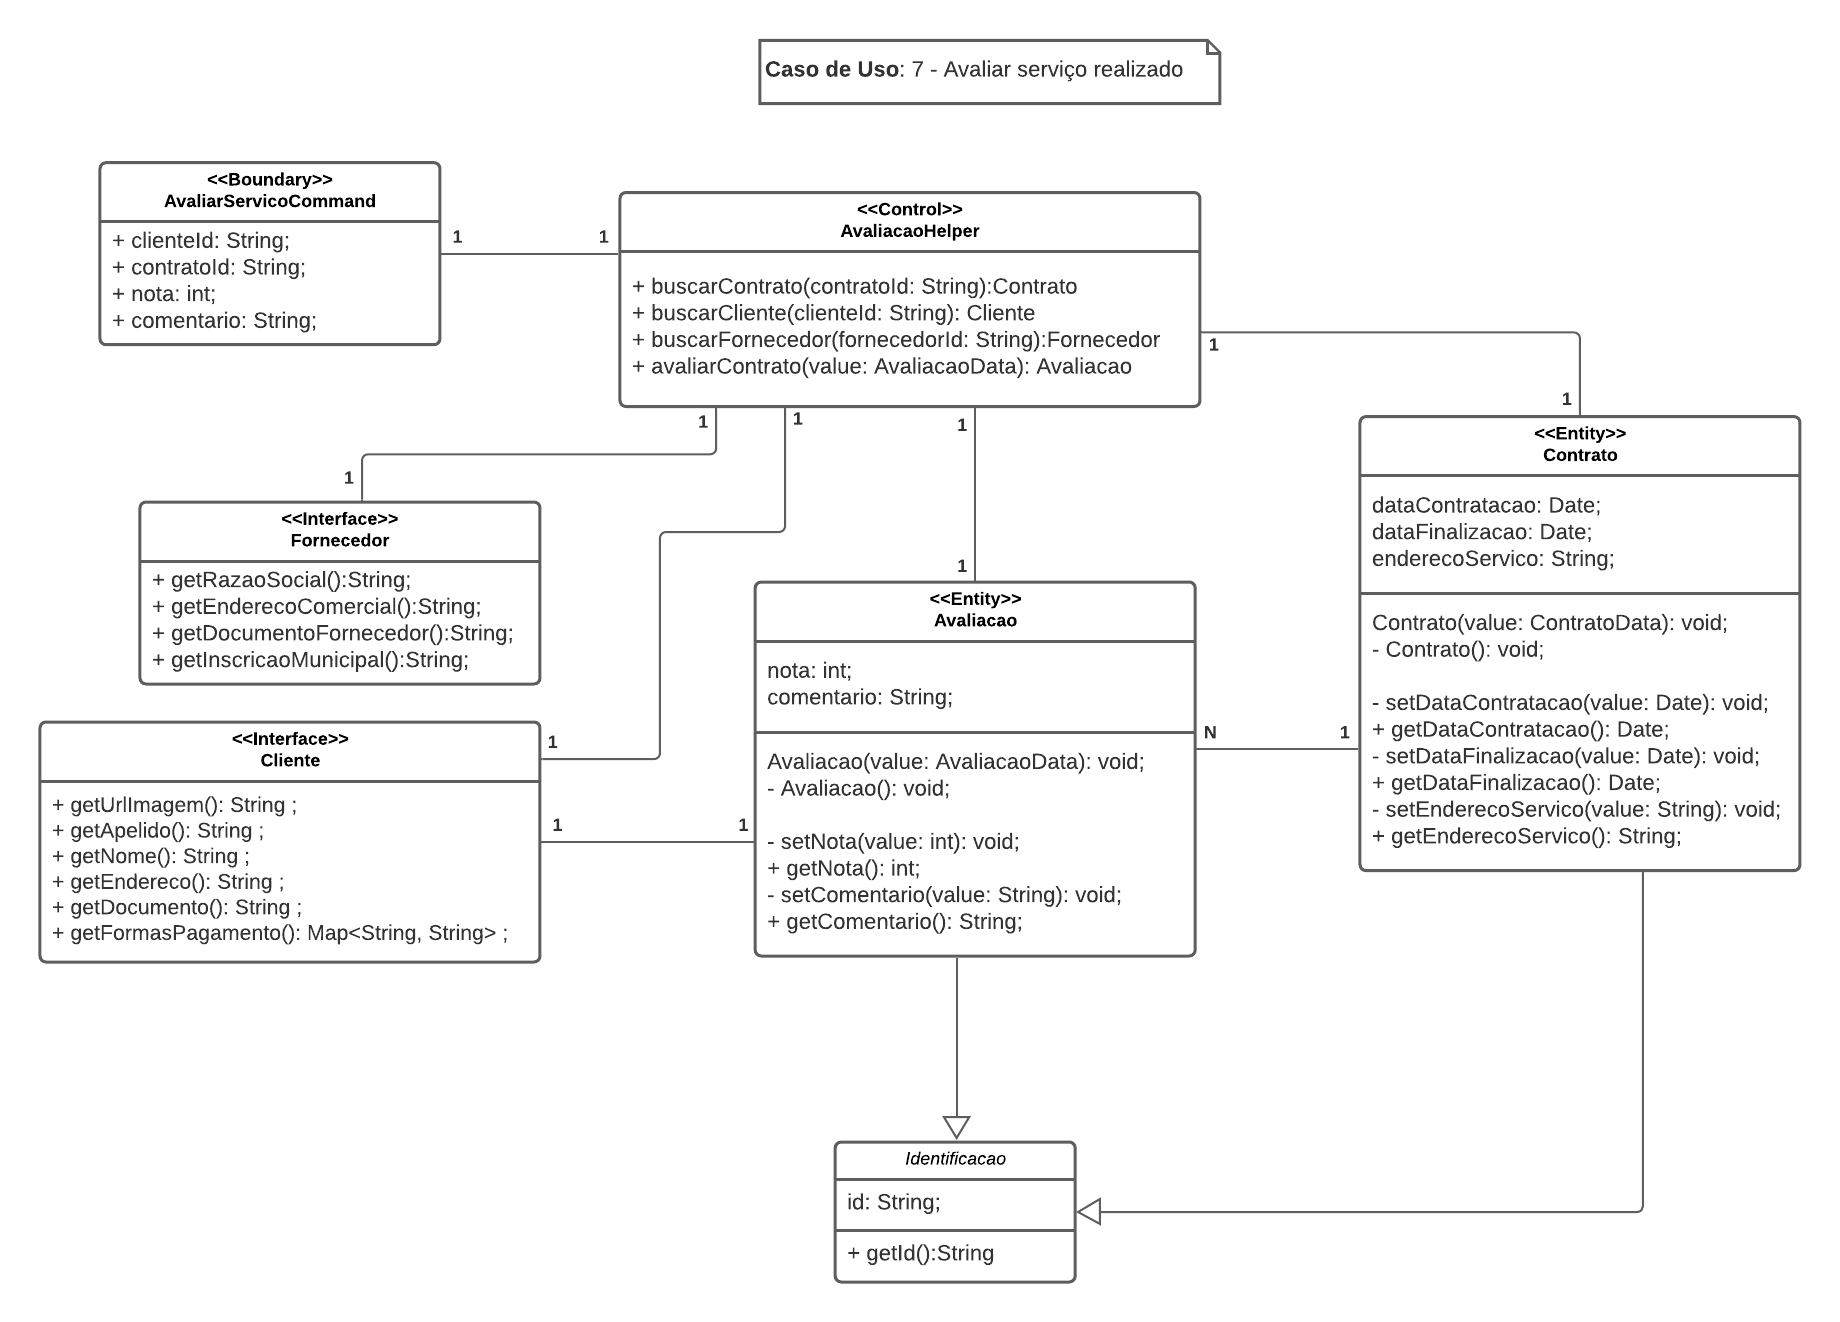 Caso de Uso: 7 - Avaliar serviço realizado
<<Boundary>>
AvaliarServicoCommand
+ clienteId: String;
+ contratoId: String;
+ nota: int;
+ comentario: String;
1
1
<<Control>>
AvaliacaoHelper
+ buscarContrato(contratoId: String):Contrato
+ buscarCliente(clienteId: String): Cliente
+ buscarFornecedor(fornecedorId: String):Fornecedor
+ avaliarContrato(value: AvaliacaoData): Avaliacao
1
1
1
1
1
1
1
<<Interface>>
Fornecedor
+ getRazaoSocial():String;
+ getEnderecoComercial():String;
+ getDocumentoFornecedor():String;
+ getInscricaoMunicipal():String;
<<Interface>>
Cliente
+ getUrlImagem(): String ;
+ getApelido(): String ;
+ getNome(): String ;
+ getEndereco(): String ;
+ getDocumento(): String ;
+ getFormasPagamento(): Map<String, String> ;
1
1
1
<<Entity>>
Avaliacao
nota: int;
comentario: String;
Avaliacao(value: AvaliacaoData): void;
- Avaliacao(): void;
- setNota(value: int): void;
+ getNota(): int;
- setComentario(value: String): void;
+ getComentario(): String;
N
1
<<Entity>>
Contrato
dataContratacao: Date;
dataFinalizacao: Date;
enderecoServico: String;
Contrato(value: ContratoData): void;
- Contrato(): void;
- setDataContratacao(value: Date): void;
+ getDataContratacao(): Date;
- setDataFinalizacao(value: Date): void;
+ getDataFinalizacao(): Date;
- setEnderecoServico(value: String): void;
+ getEnderecoServico(): String;
Identificacao
id: String;
+ getId():String